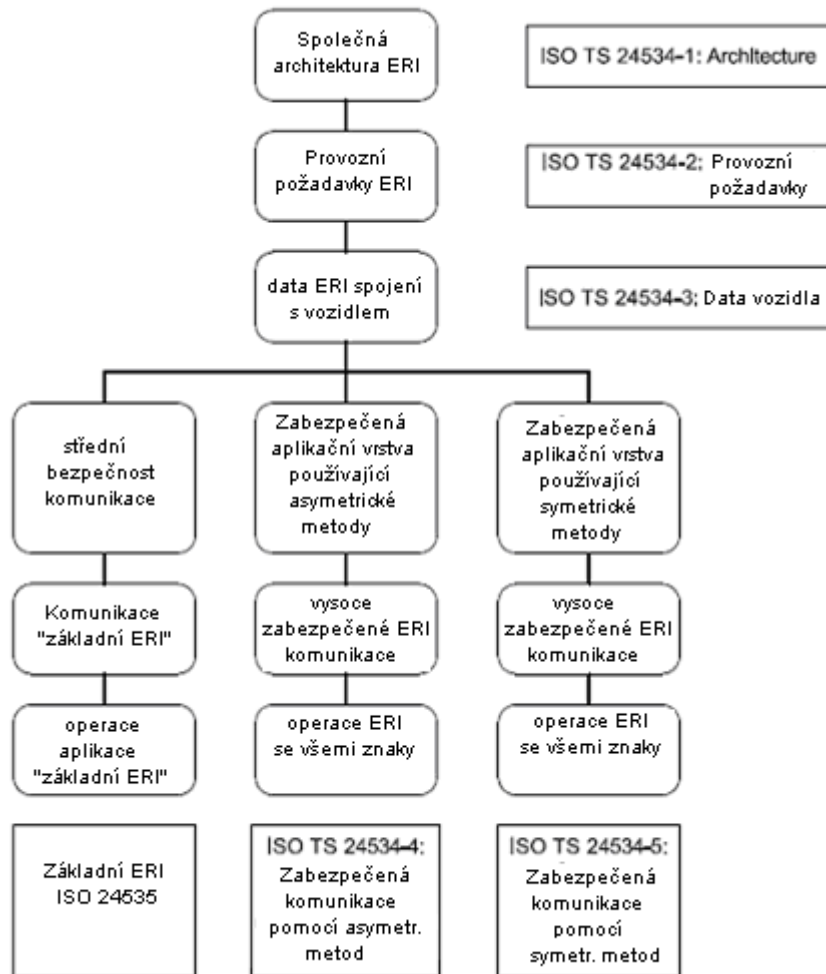 Společná
architektura ERI
ISO TS 24534-1: Architecture
Provozní
požadavky ERI
ISO TS 24534-2: Provozní
požadavky
data ERI spojení
s vozidlem
ISO TS 24534-3: Data vozidla
střední
bezpečnost
komunikace
Zabezpečená
aplikační vrstva
používající
asymetrické
metody
Zabezpečená
aplikační vrstva
používající
symetrické
metody
Komunikace
"základní ERI"
vysoce
zabezpečené ERI
komunikace
vysoce
zabezpečené ERI
komunikace
operace
aplikace
"základní ERI"
operace ERI
se všemi znaky
operace ERI
se všemi znaky
Základní ERI
ISO 24535
ISO TS 24534-4:
Zabezpečená
komunikace
pomocí asymetr.
metod
ISO TS 24534-5:
Zabezpečená
komunikace
pomocí
symetr. metod